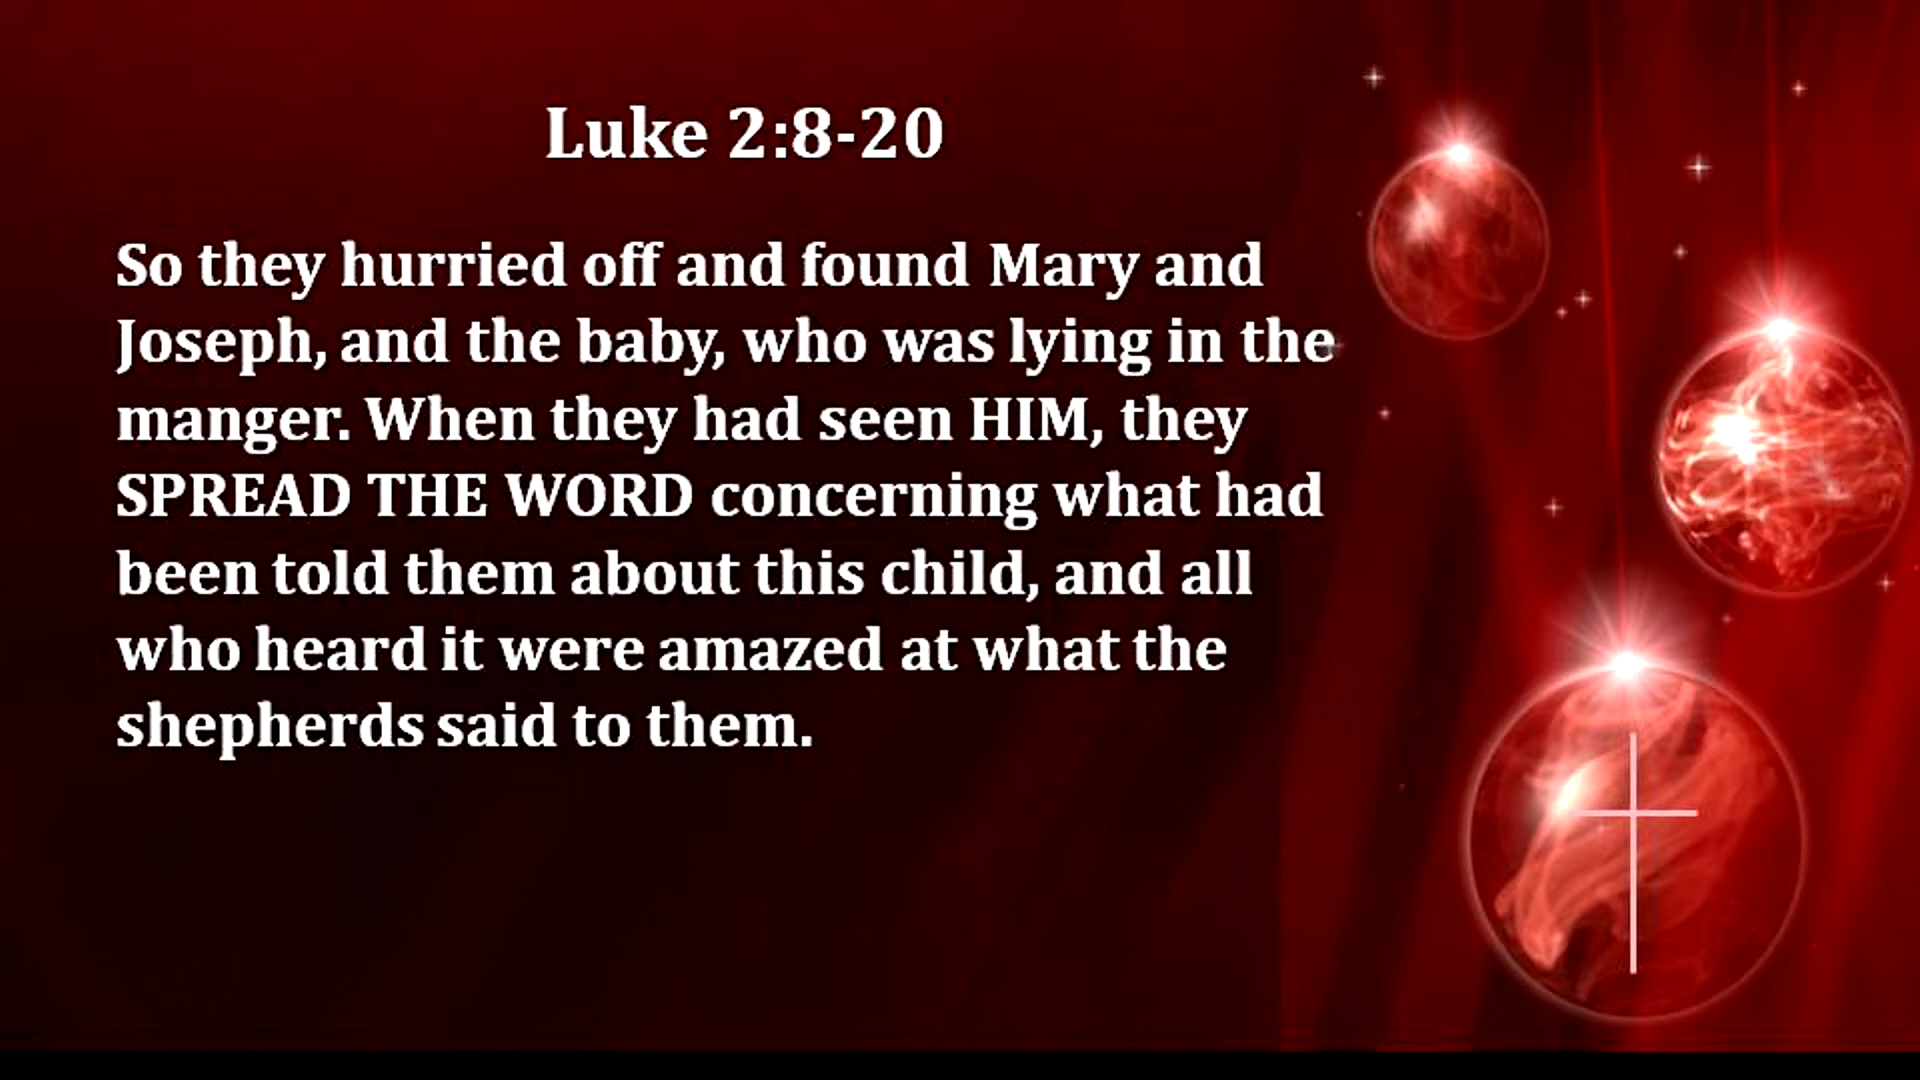 Luke 2:8-20
So they hurried off and found Mary and
Joseph, and the baby, who was lying in the
manger. When they had seen HIM, they
SPREAD THE WORD concerning what had
been told them about this child, and all
who heard it were amazed at what the
shepherds said to them.